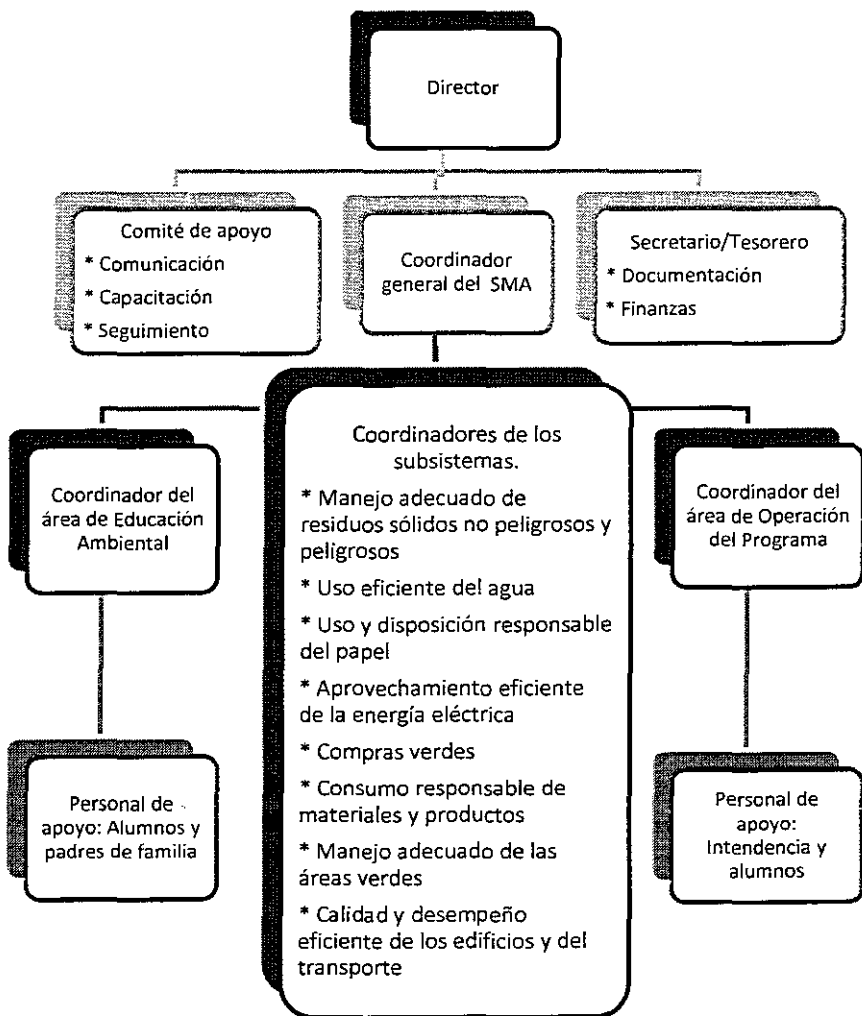 Director
Comité de apoyo
* Comunicación
* Capacitación
* Seguimiento
Coordinador
general del SMA
Secretario/Tesorero
* Documentación
* Finanzas
Coordinador del
área de Educación
Ambiental
Coordinadores de los
subsistemas.
* Manejo adecuado de
residuos sólidos no peligrosos y
peligrosos
* Uso eficiente del agua
* Uso y disposición responsable
del papel
* Aprovechamiento eficiente
de la energía eléctrica
* Compras verdes
* Consumo responsable de
materiales y productos
* Manejo adecuado de las
áreas verdes
* Calidad y desempeño
eficiente de los edificios y del
transporte
Coordinador del
área de Operación
del Programa
Personal de
apoyo: Alumnos y
padres de familia
Personal de
apoyo:
Intendencia y
alumnos